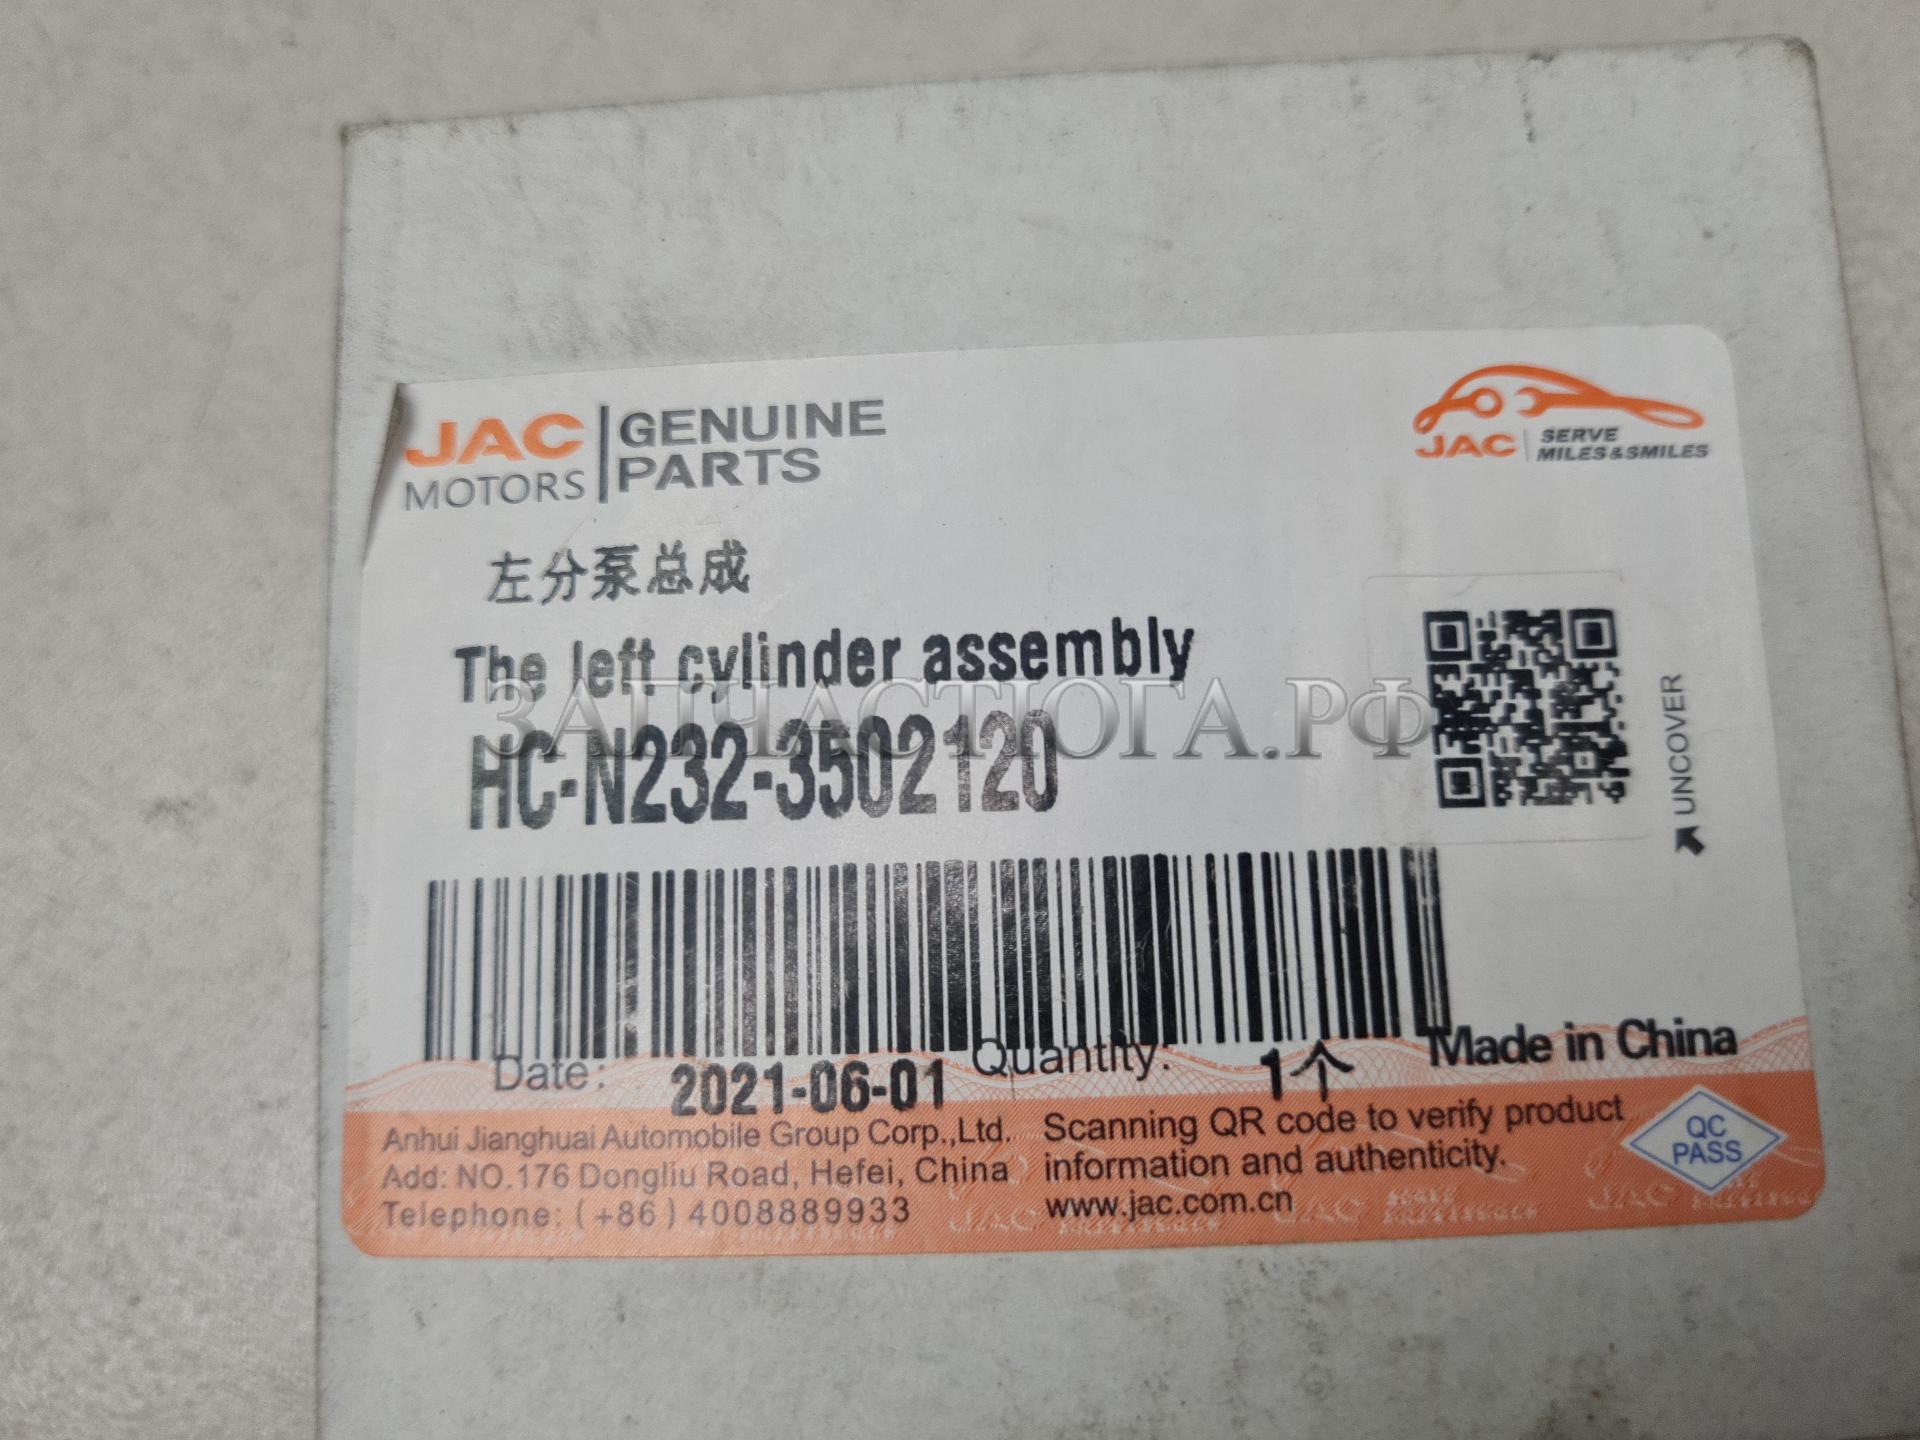 JAC
MOTORS
GENUINE
PARTS
JAC
SERVE
MILES&SMILES
左分泵总成
The left cylinder assembly
ЗАПЧАСТЮГА.РФ
HC-N232-3502120
UNCOVER
Date: 2021-06-01
Quantity: 1个
Made in China
Anhui Jianghuai Automobile Group Corp.,Ltd.
Add: NO.176 Dongliu Road, Hefei, China
Telephone: (+86) 4008889933
Scanning QR code to verify product
information and authenticity.
www.jac.com.cn
QC
PASS